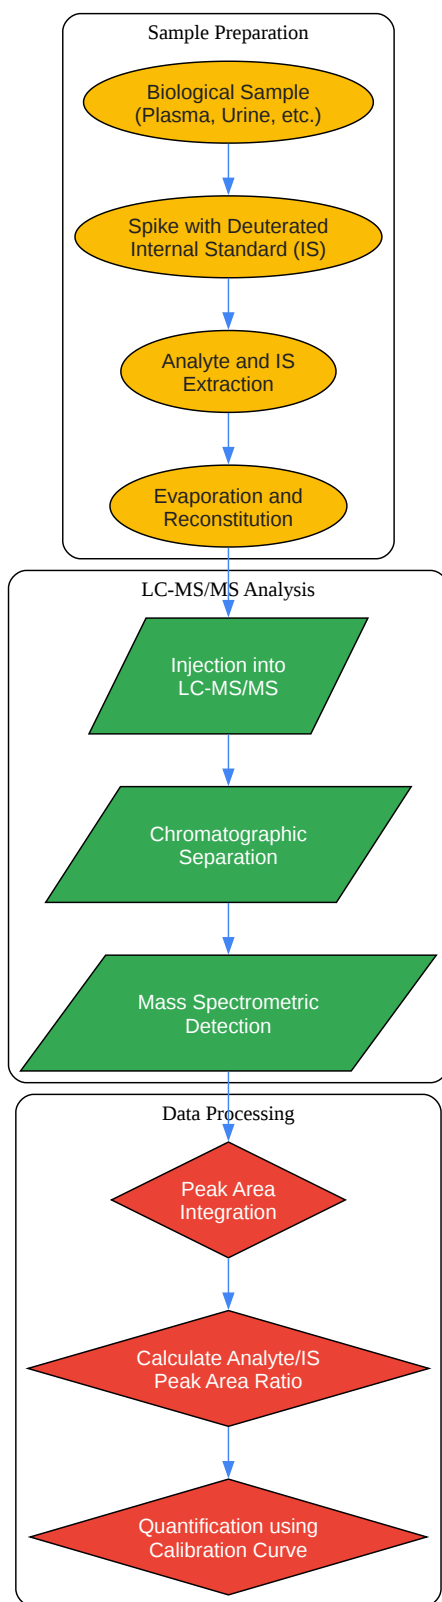 Sample Preparation
Biological Sample
(Plasma, Urine, etc.)
Spike with Deuterated
Internal Standard (IS)
Analyte and IS
Extraction
Evaporation and
Reconstitution
LC-MS/MS Analysis
Injection into
LC-MS/MS
Chromatographic
Separation
Mass Spectrometric
Detection
Data Processing
Peak Area
Integration
Calculate Analyte/IS
Peak Area Ratio
Quantification using
Calibration Curve